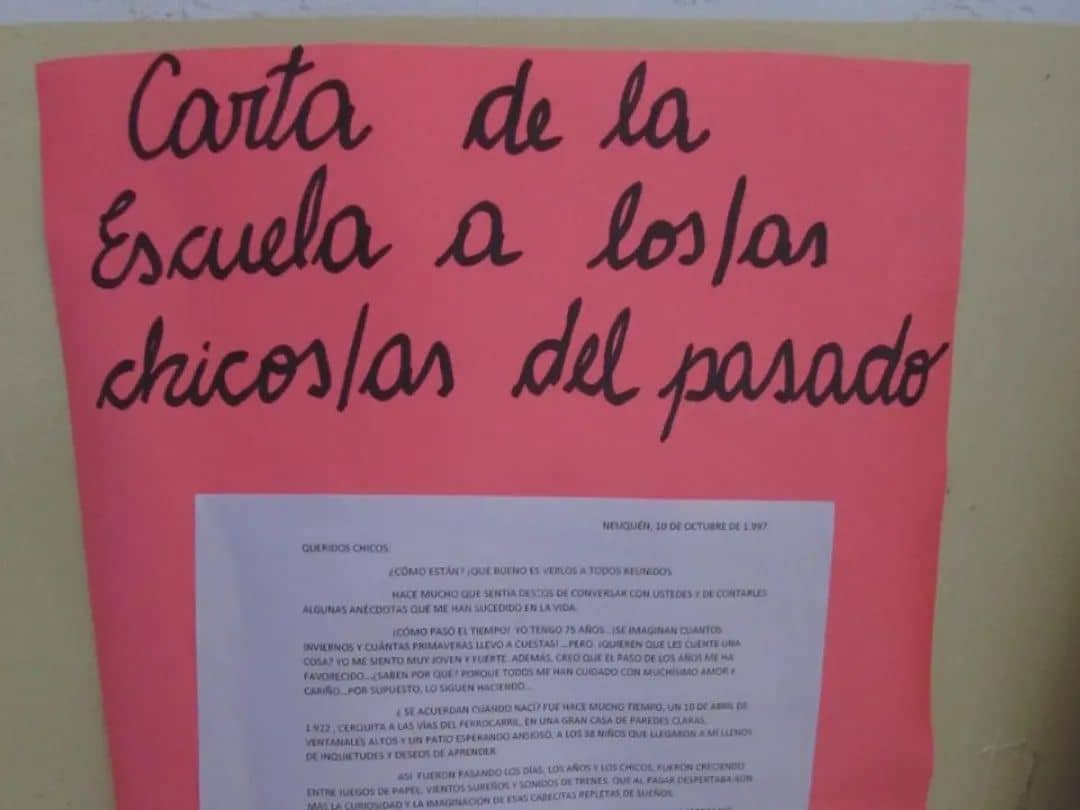 Carta de la
Escuela a los/as
chicos/as del pasado
NEUQUÉN, 10 DE OCTUBRE DE 1.997
QUERIDOS CHICOS:
¿CÓMO ESTÁN? ¡QUE BUENO ES VERLOS A TODOS REUNIDOS
HACE MUCHO QUE SENTIA DESEOS DE CONVERSAR CON USTEDES Y DE CONTARLES
ALGUNAS ANÉCDOTAS QUE ME HAN SUCEDIDO EN LA VIDA.
¡CÓMO PASÓ EL TIEMPO! YO TENGO 75 AÑOS. ¡SE IMAGINAN CUANTOS
INVIERNOS Y CUÁNTAS PRIMAVERAS LLEVO A CUESTAS! ...PERO, ¡QUIEREN QUE LES CUENTE UNA
COSA? YO ME SIENTO MUY JOVEN Y FUERTE. ADEMÁS, CREO QUE EL PASO DE LOS AÑOS ME HA
FAVORECIDO...¿SABEN POR QUÉ? PORQUE TODOS ME HAN CUIDADO CON MUCHÍSIMO AMOR Y
CARIÑO...POR SUPUESTO, LO SIGUEN HACIENDO...
¿ SE ACUERDAN CUÁNDO NACÍ? FUE HACE MUCHO TIEMPO, UN 10 DE ABRIL DE
1.922 , CERQUITA A LAS VÍAS DEL FERROCARRIL, EN UNA GRAN CASA DE PAREDES CLARAS,
VENTANALES ALTOS Y UN PATIO ESPERANDO ANSIOSO, A LOS 38 NIÑOS QUE LLEGARON A MI LLENOS
DE INQUIETUDES Y DESEOS DE APRENDER.
ASÍ FUERON PASANDO LOS DÍAS, LOS AÑOS Y LOS CHICOS, FUERON CRECIENDO
ENTRE JUEGOS DE PAPEL, VIENTOS SUREÑOS Y SONIDOS DE TRENES, QUE AL PASAR DESPERTABA AÚN
MÁS LA CURIOSIDAD Y LA IMAGINACIÓN DE ESAS CABECITAS REPLETAS DE SUEÑOS.